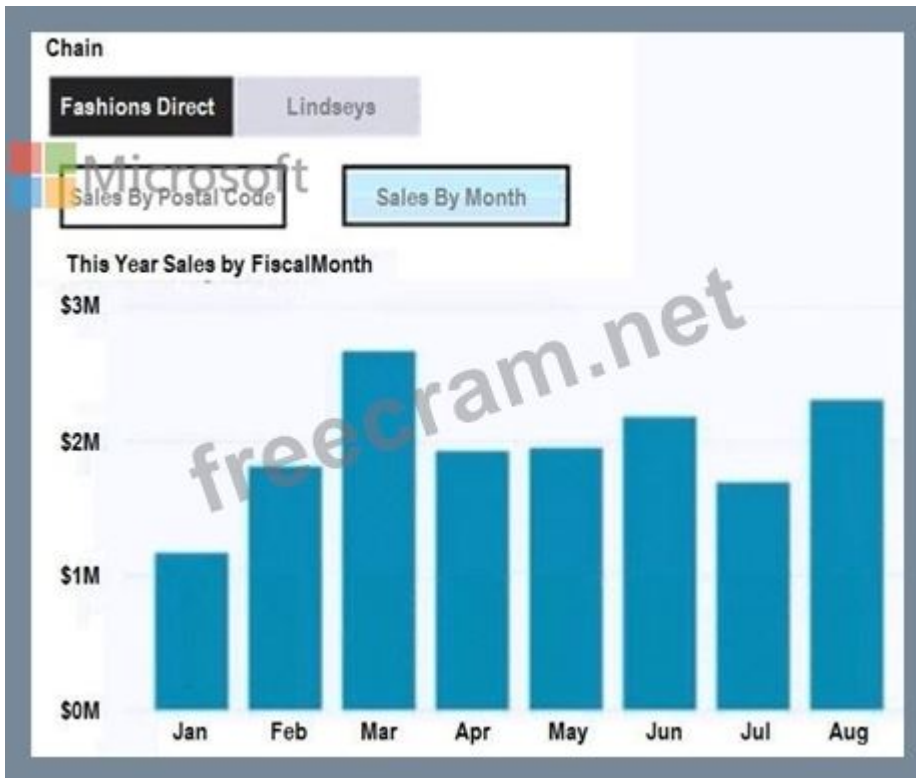 Chain
Fashions Direct
Lindseys
Microsoft
Sales By Postal Code
Sales By Month
This Year Sales by FiscalMonth
$3M
$2M
$1M
$0M
Jan Feb Mar Apr May Jun Jul Aug
freecram.net